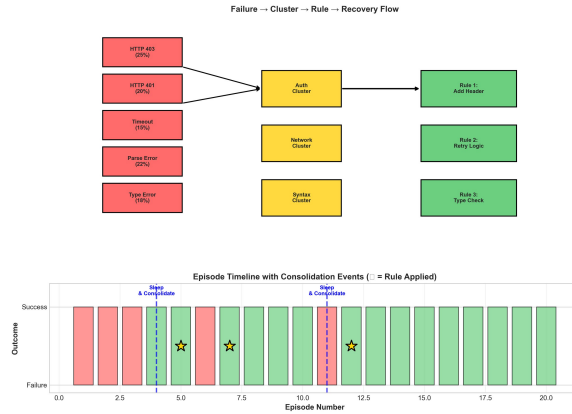 Failure → Cluster → Rule → Recovery Flow
HTTP 403
(25%)
HTTP 401
(20%)
Timeout
(15%)
Parse Error
(22%)
Type Error
(18%)
Auth
Cluster
Network
Cluster
Syntax
Cluster
Rule 1:
Add Header
Rule 2:
Retry Logic
Rule 3:
Type Check
Episode Timeline with Consolidation Events (□ = Rule Applied)
Sleep
& Consolidate
Sleep
& Consolidate
Outcome
Success
Failure
0.0 2.5 5.0 7.5 10.0 12.5 15.0 17.5 20.0
Episode Number